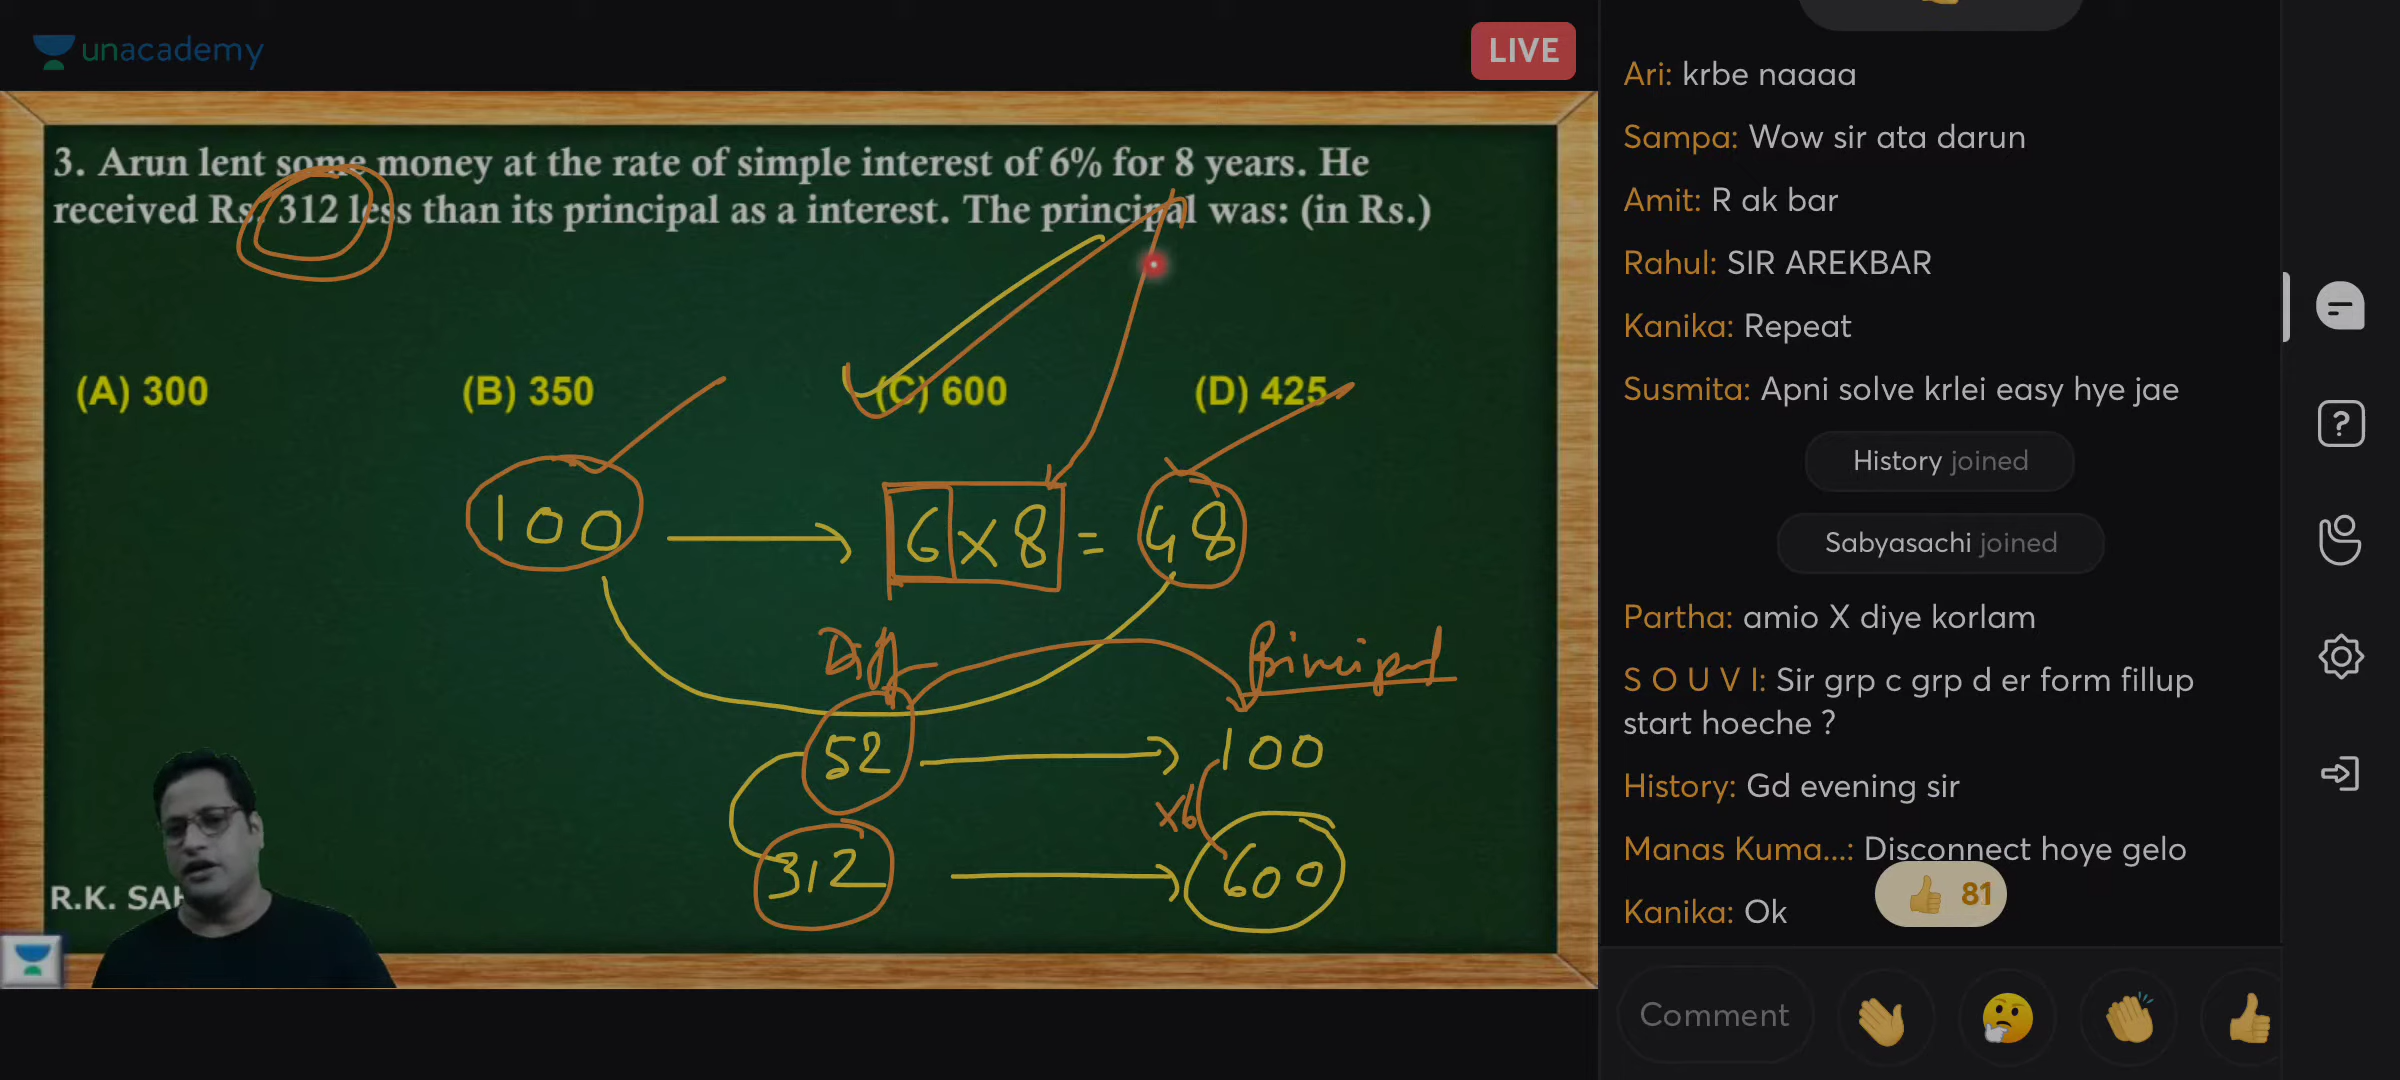 unacademy
LIVE
3. Arun lent some money at the rate of simple interest of 6% for 8 years. He
received Rs. 312 less than its principal as a interest. The principal was: (in Rs.)
(A) 300
(B) 350
(C) 600
(D) 425
100
6 x 8 = 48
Diff
Principal
52
100
x6
312
600
R.K. SAH
Ari: krbe naaaa
Sampa: Wow sir ata darun
Amit: R ak bar
Rahul: SIR AREKBAR
Kanika: Repeat
Susmita: Apni solve krlei easy hye jae
History joined
Sabyasachi joined
Partha: amio X diye korlam
S O U V I: Sir grp c grp d er form fillup
start hoeche ?
History: Gd evening sir
Manas Kuma...: Disconnect hoye gelo
81
Kanika: Ok
Comment